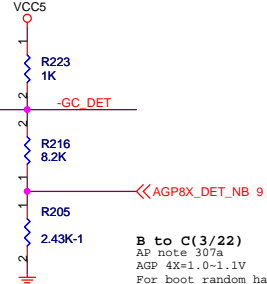 VCC5
1
R223
1K
2
-GC_DET
2
R216
8.2K
1
AGP8X_DET_NB 9
1
R205
2.43K-1
2
B to C(3/22)
AP note 307a
AGP 4X=1.0~1.1V
For boot random ha